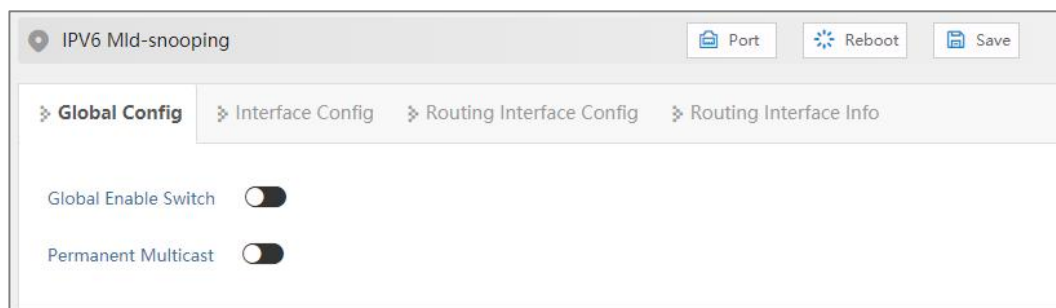 IPV6 Mld-snooping Port Reboot Save
Global Config Interface Config Routing Interface Config Routing Interface Info
Global Enable Switch
Permanent Multicast